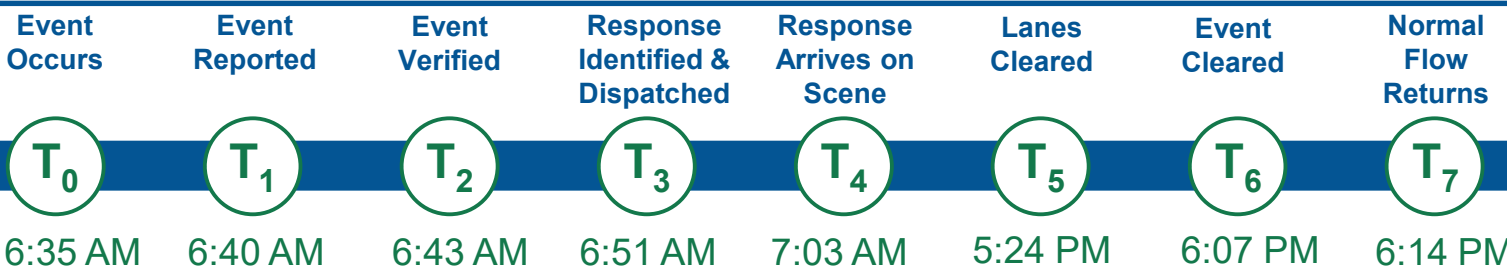 Event
Occurs
Event
Reported
Event
Verified
Response
Identified &
Dispatched
Response
Arrives on
Scene
Lanes
Cleared
Event
Cleared
Normal
Flow
Returns
T0
T1
T2
T3
T4
T5
T6
T7
6:35 AM
6:40 AM
6:43 AM
6:51 AM
7:03 AM
5:24 PM
6:07 PM
6:14 PM